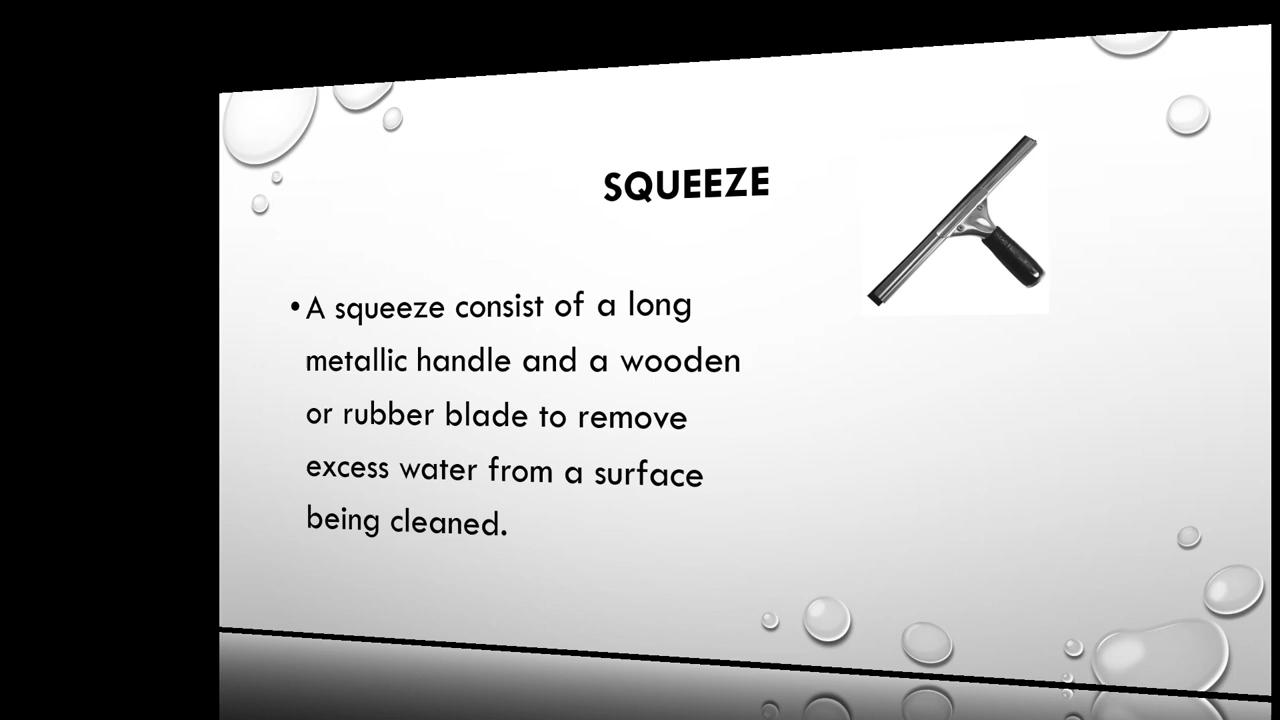 SQUEEZE
• A squeeze consist of a long
metallic handle and a wooden
or rubber blade to remove
excess water from a surface
being cleaned.